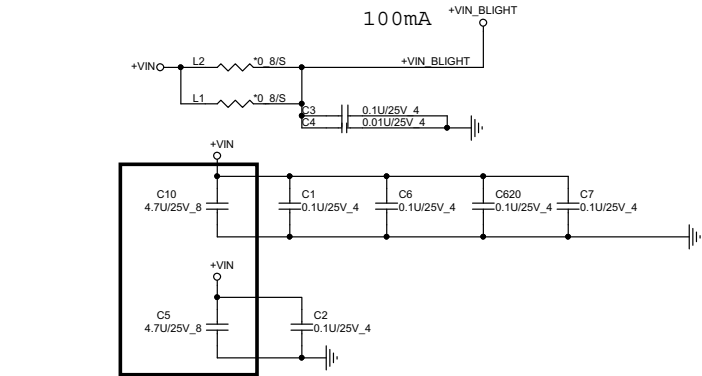 100mA
+VIN_BLIGHT
+VIN
L2
*0_8/S
+VIN_BLIGHT
L1
*0_8/S
C3
0.1U/25V_4
C4
0.01U/25V_4
+VIN
C10
4.7U/25V_8
C1
0.1U/25V_4
C6
0.1U/25V_4
C620
0.1U/25V_4
C7
0.1U/25V_4
+VIN
C5
4.7U/25V_8
C2
0.1U/25V_4